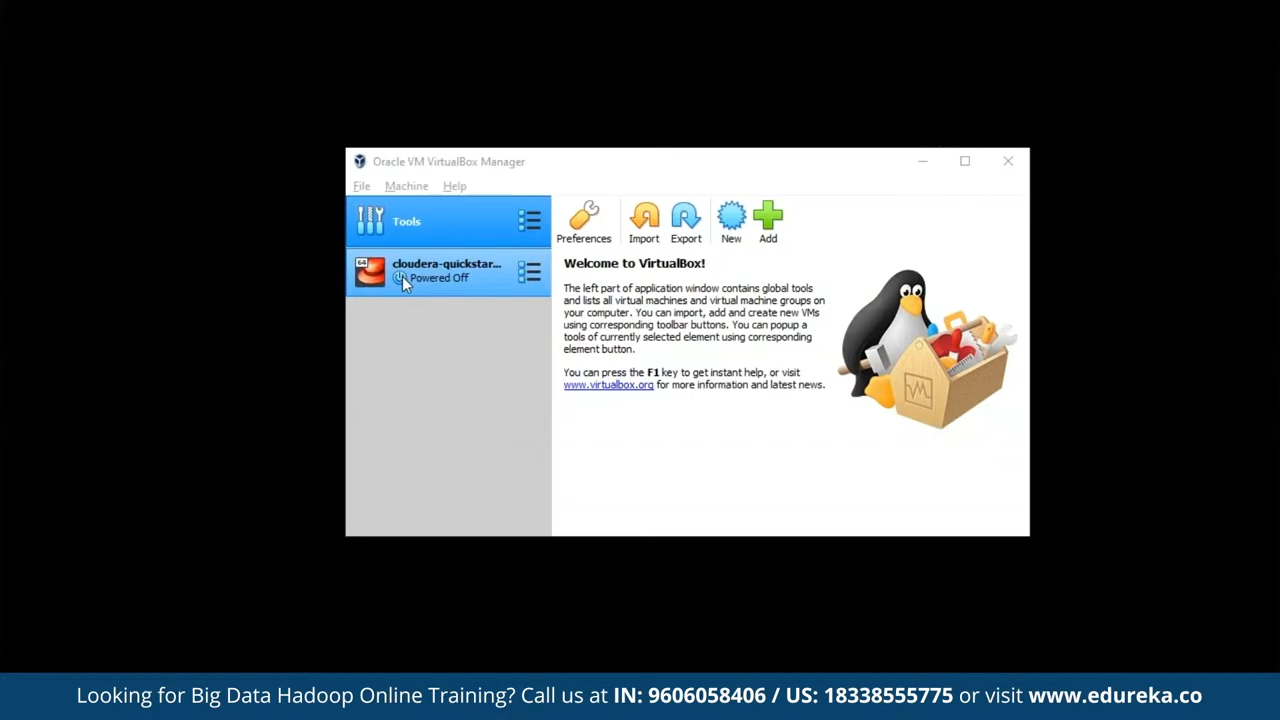 Oracle VM VirtualBox Manager
File Machine Help
Tools
cloudera-quickstar...
Powered Off
64
Preferences Import Export New Add
Welcome to VirtualBox!
The left part of application window contains global tools
and lists all virtual machines and virtual machine groups on
your computer. You can import, add and create new VMs
using corresponding toolbar buttons. You can popup a
tools of currently selected element using corresponding
element button.
You can press the F1 key to get instant help, or visit
www.virtualbox.org for more information and latest news.
Looking for Big Data Hadoop Online Training? Call us at IN: 9606058406 / US: 18338555775 or visit www.edureka.co